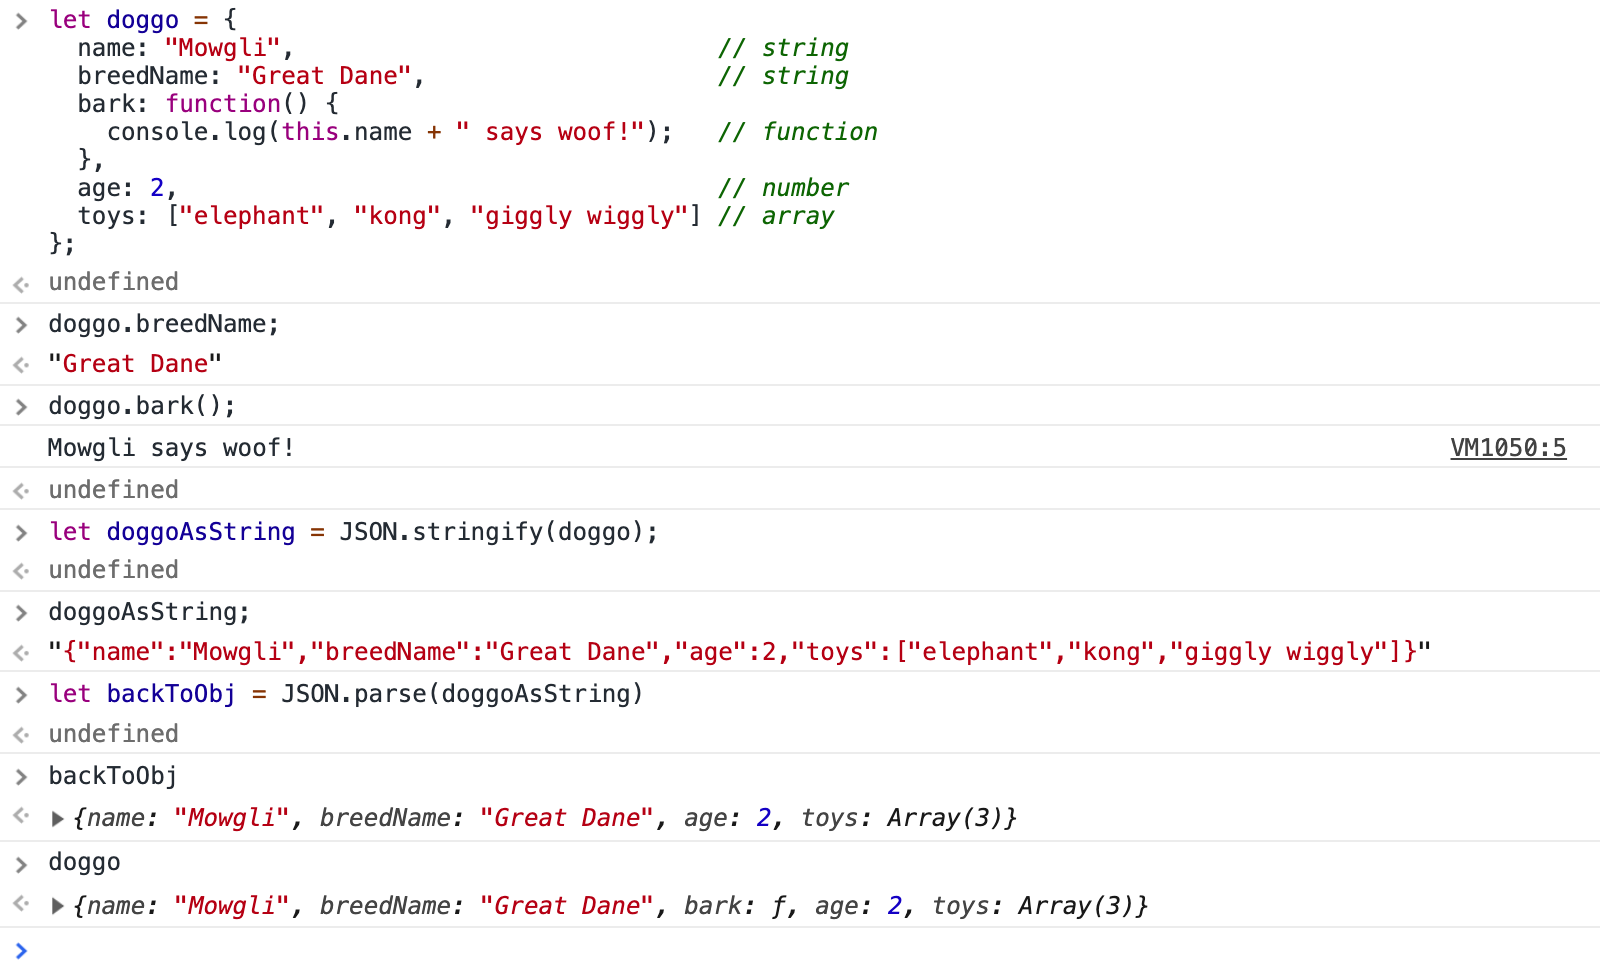 let doggo = {
name: "Mowgli", // string
breedName: "Great Dane", // string
bark: function() {
console.log(this.name + " says woof!"); // function
},
age: 2, // number
toys: ["elephant", "kong", "giggly wiggly"] // array
};
undefined
doggo.breedName;
"Great Dane"
doggo.bark();
Mowgli says woof! VM1050:5
undefined
let doggoAsString = JSON.stringify(doggo);
undefined
doggoAsString;
"{"name":"Mowgli","breedName":"Great Dane","age":2,"toys":["elephant","kong","giggly wiggly"]}"
let backToObj = JSON.parse(doggoAsString)
undefined
backToObj
{name: "Mowgli", breedName: "Great Dane", age: 2, toys: Array(3)}
doggo
{name: "Mowgli", breedName: "Great Dane", bark: ƒ, age: 2, toys: Array(3)}